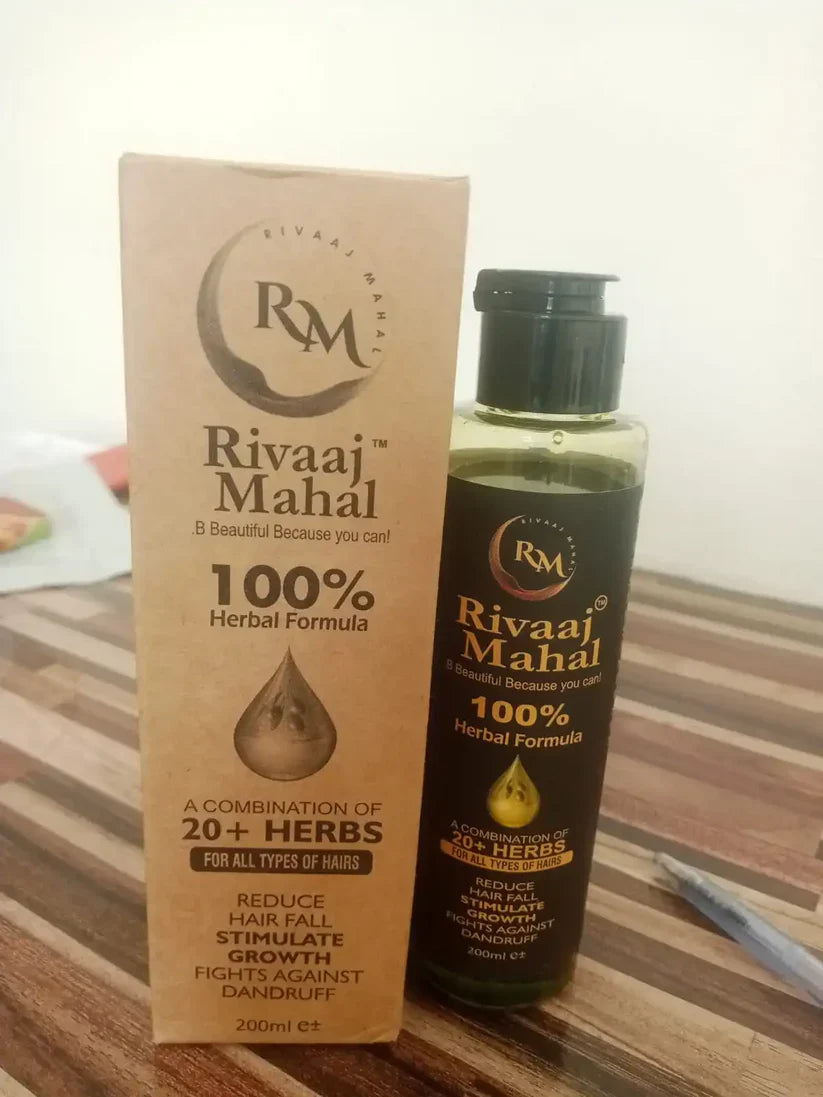 RIVAAJ MAHAL
RM
Rivaaj™
Mahal
.B Beautiful Because you can!
100%
Herbal Formula
A COMBINATION OF
20+ HERBS
FOR ALL TYPES OF HAIRS
REDUCE
HAIR FALL
STIMULATE
GROWTH
FIGHTS AGAINST
DANDRUFF
200ml e±
RIVAAJ MAHAL
RM
Rivaaj™
Mahal
B Beautiful Because you can!
100%
Herbal Formula
A COMBINATION OF
20+ HERBS
FOR ALL TYPES OF HAIRS
REDUCE
HAIR FALL
STIMULATE
GROWTH
FIGHTS AGAINST
DANDRUFF
200ml e±